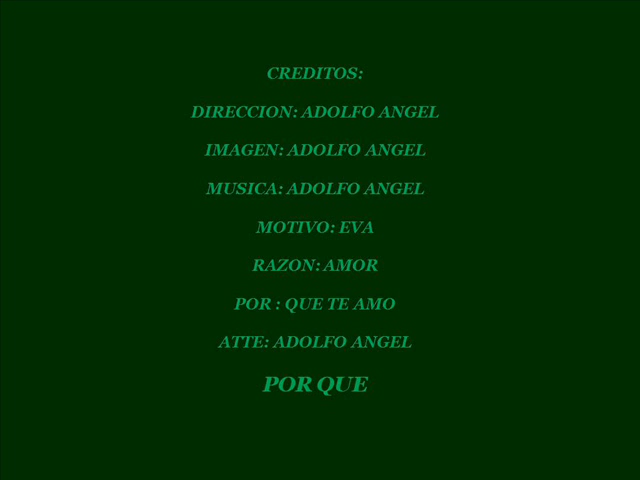 CREDITOS:
DIRECCION: ADOLFO ANGEL
IMAGEN: ADOLFO ANGEL
MUSICA: ADOLFO ANGEL
MOTIVO: EVA
RAZON: AMOR
POR : QUE TE AMO
ATTE: ADOLFO ANGEL
POR QUE